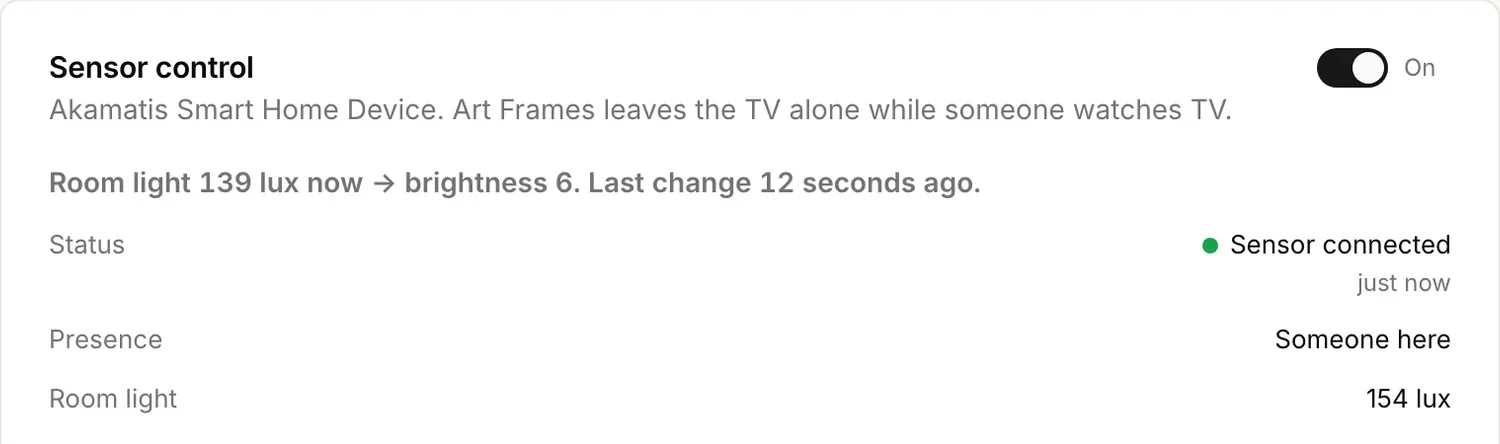 Sensor control
On
Akamatis Smart Home Device. Art Frames leaves the TV alone while someone watches TV.
Room light 139 lux now → brightness 6. Last change 12 seconds ago.
Status
Sensor connected
just now
Presence
Someone here
Room light
154 lux